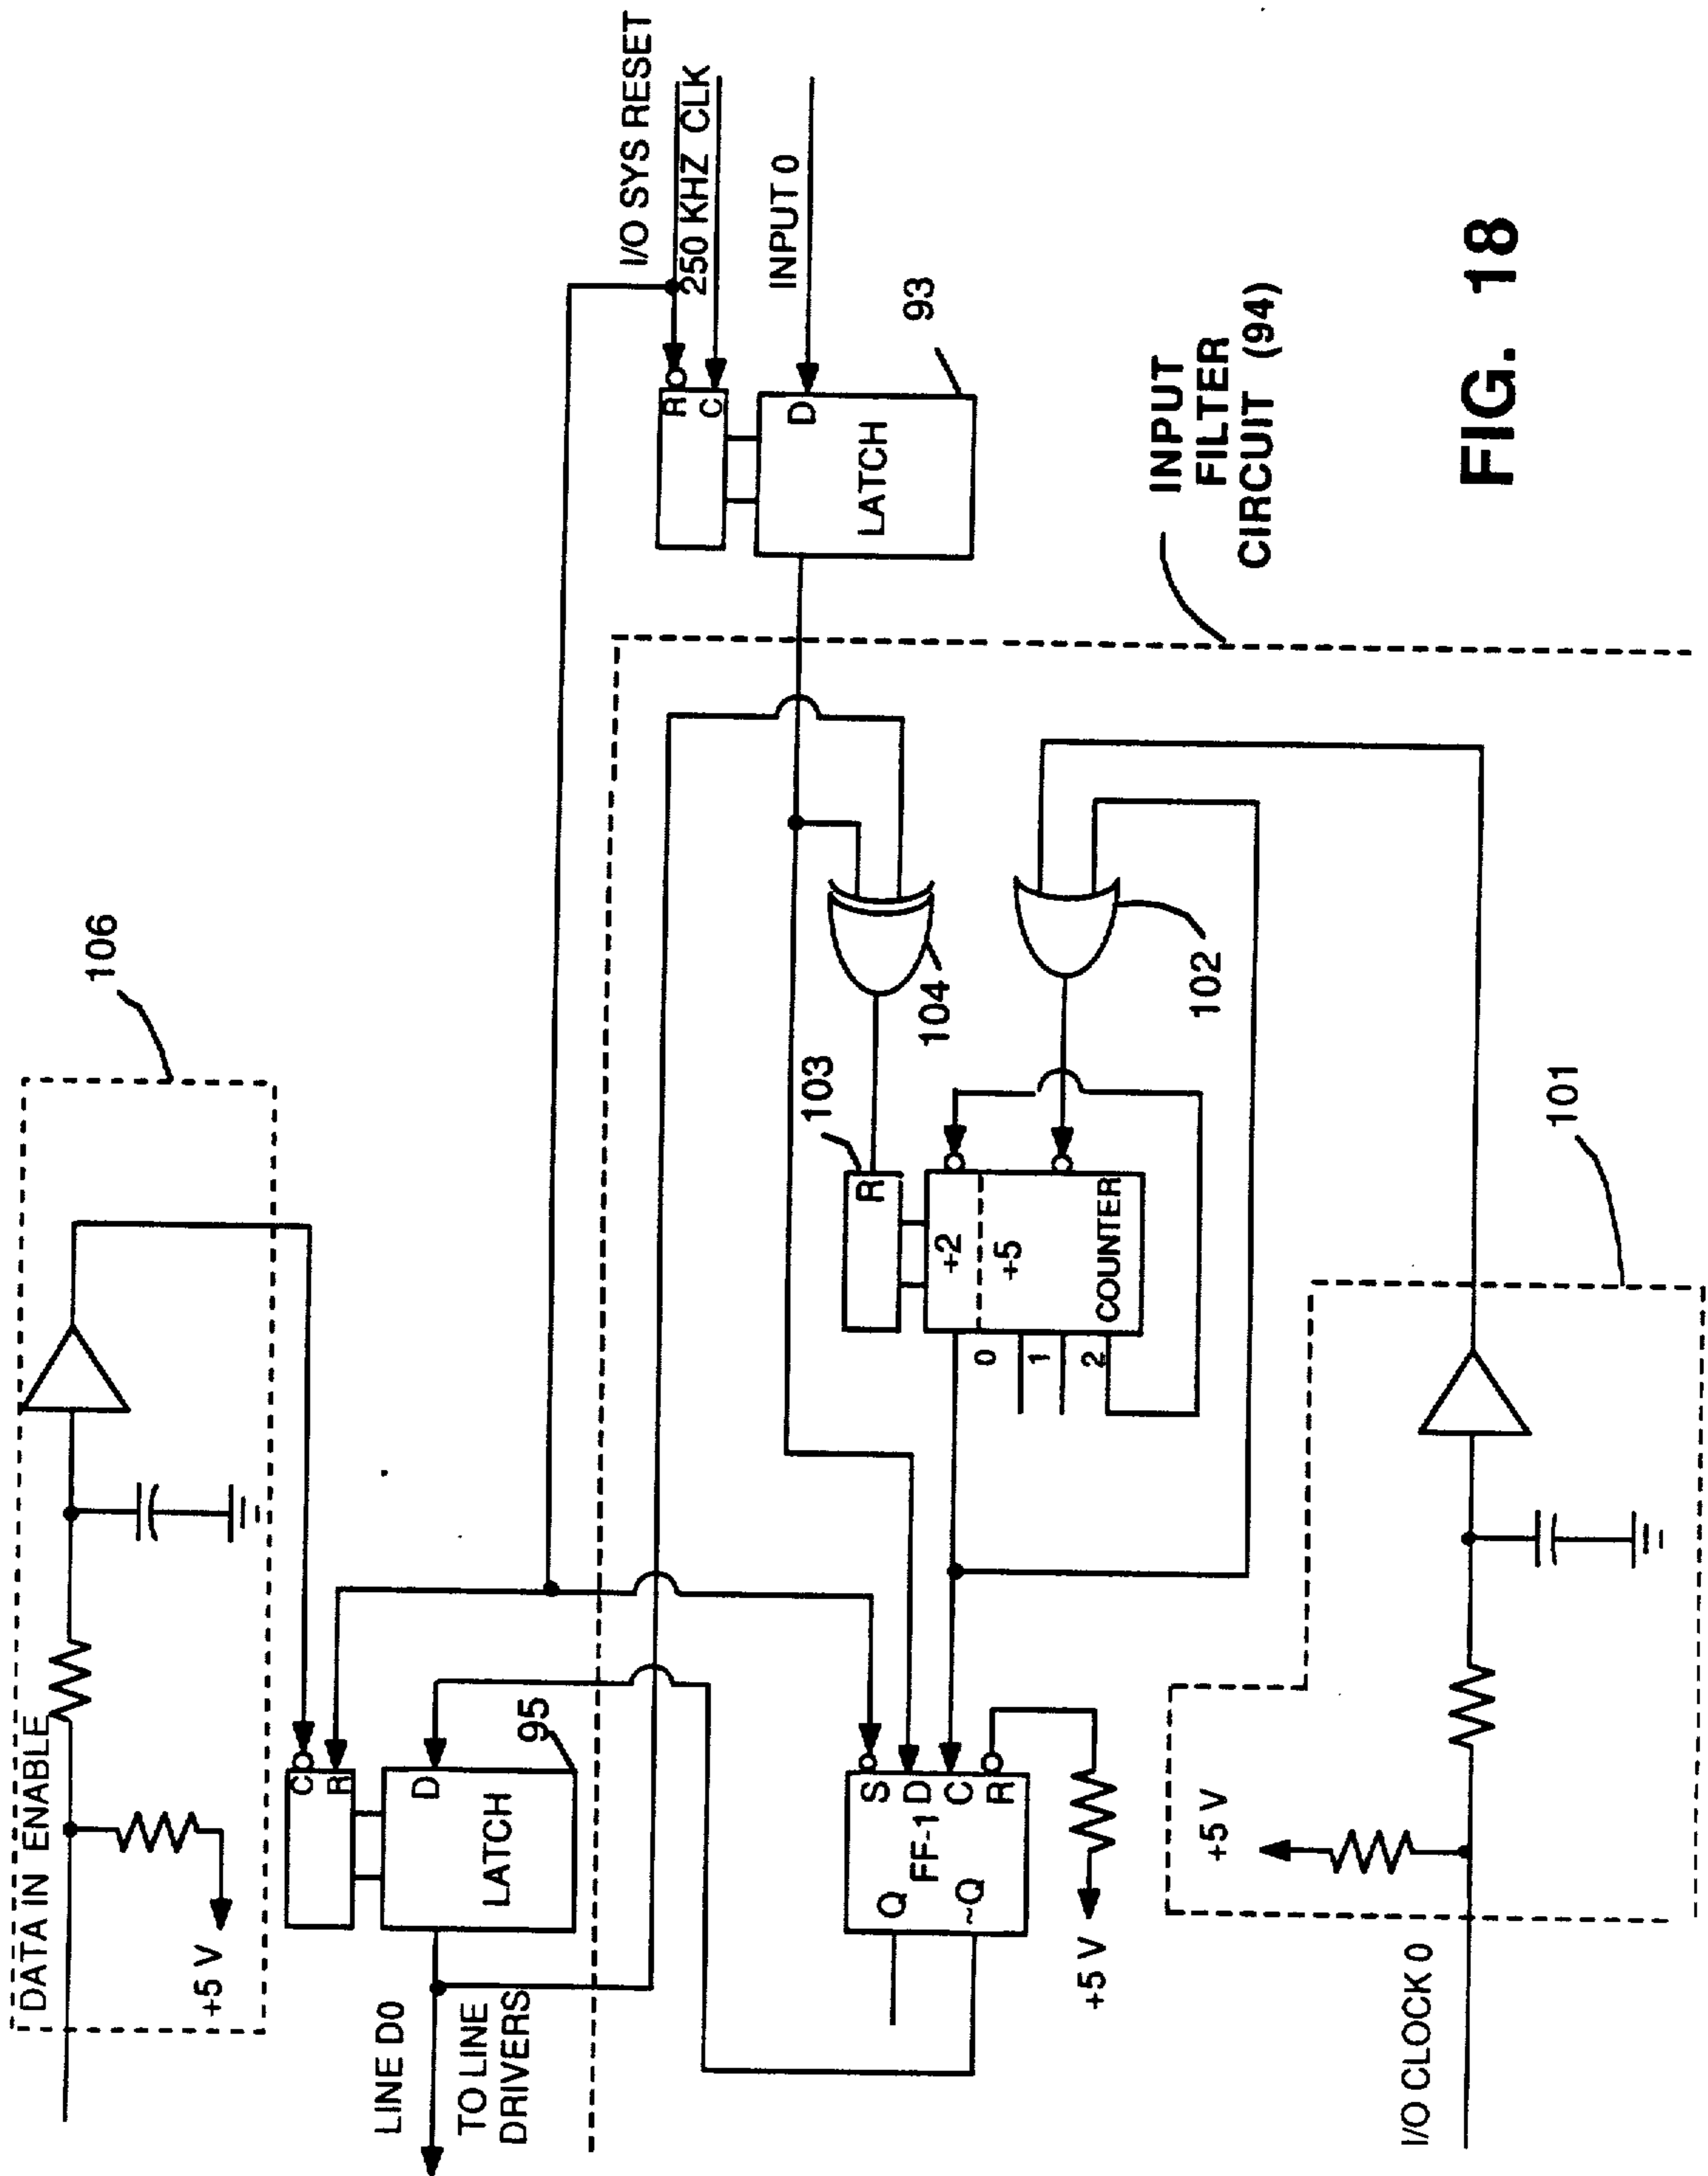 106
DATA IN ENABLE
+5 V
C
R
D
LATCH
95
LINE D0
TO LINE
DRIVERS
I/O SYS RESET
250 KHZ CLK
INPUT 0
R
C
D
LATCH
93
INPUT
FILTER
CIRCUIT (94)
104
102
103
R
+2
+5
COUNTER
0
1
2
S
D
C
R
FF-1
Q
~Q
+5 V
101
+5 V
I/O CLOCK 0
FIG. 18